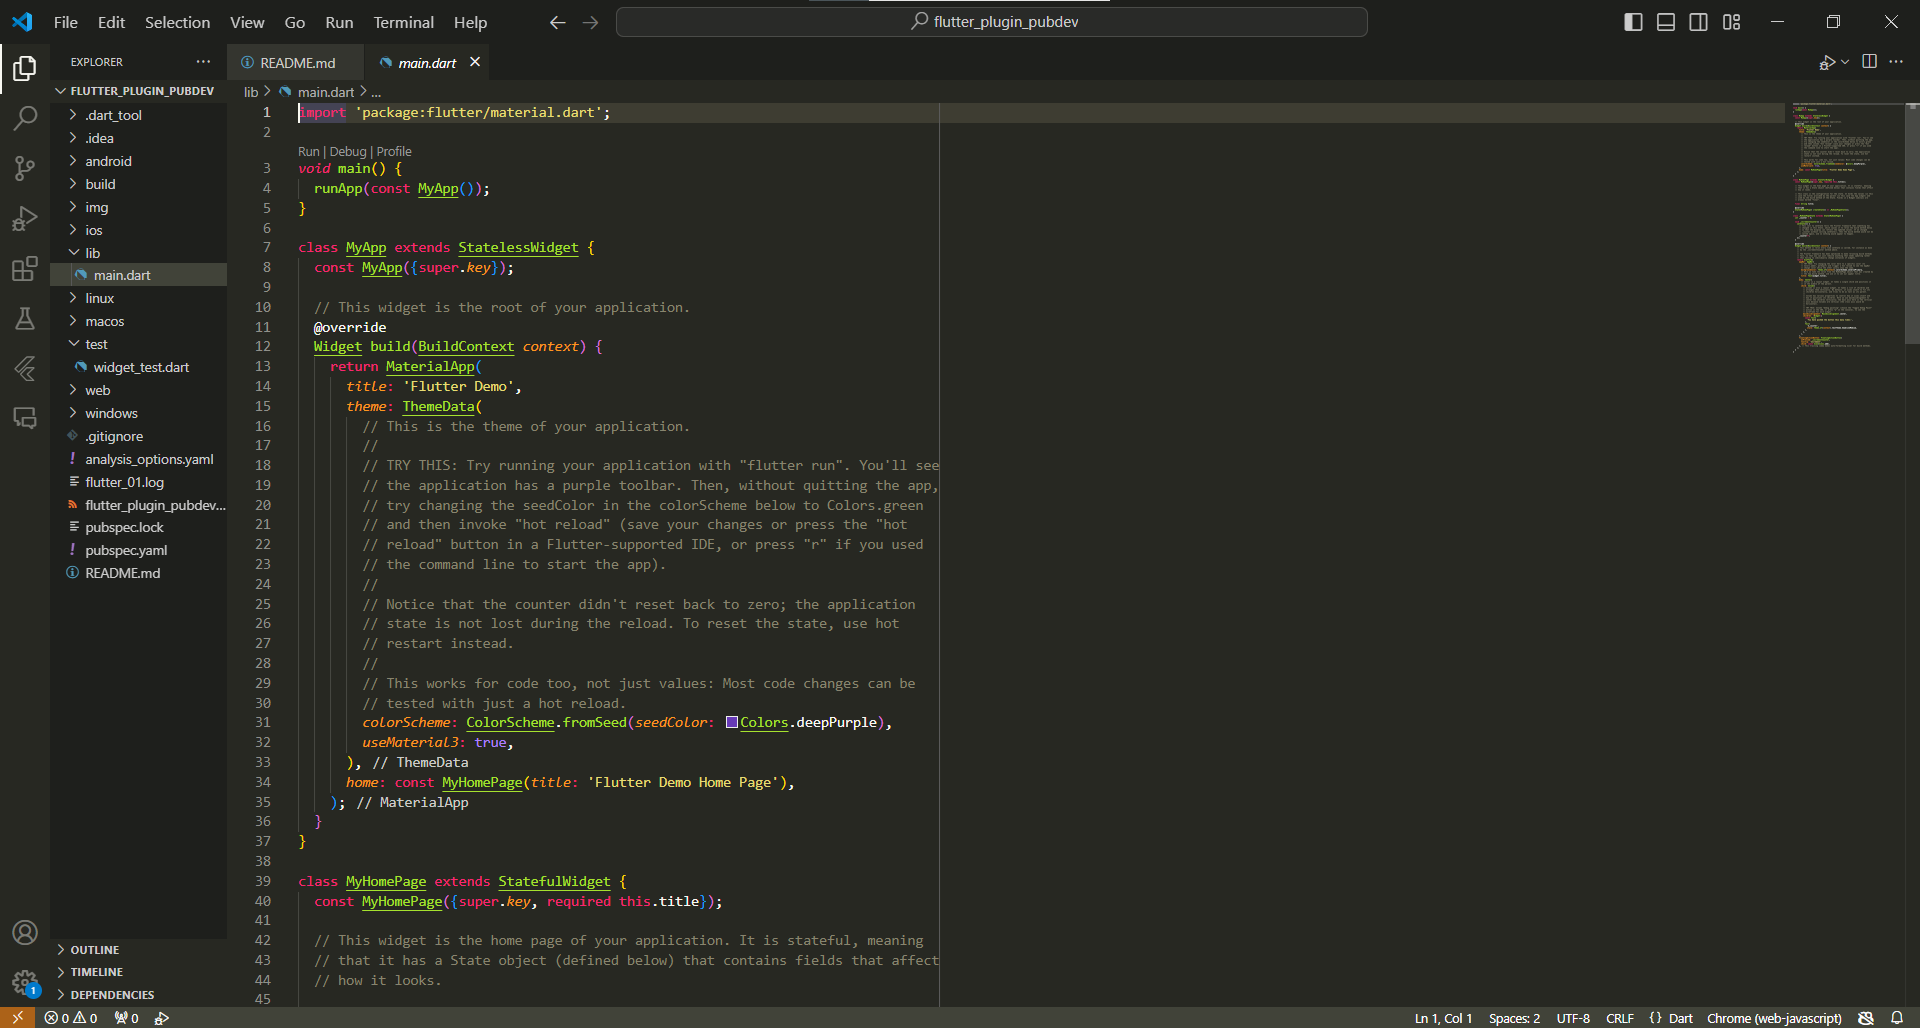 File Edit Selection View Go Run Terminal Help
flutter_plugin_pubdev
EXPLORER
README.md
main.dart
FLUTTER_PLUGIN_PUBDEV
.dart_tool
.idea
android
build
img
ios
lib
main.dart
linux
macos
test
widget_test.dart
web
windows
.gitignore
analysis_options.yaml
flutter_01.log
flutter_plugin_pubdev...
pubspec.lock
pubspec.yaml
README.md
OUTLINE
TIMELINE
DEPENDENCIES
lib > main.dart > ...
1 import 'package:flutter/material.dart';
2
Run | Debug | Profile
3 void main() {
4 runApp(const MyApp());
5 }
6
7 class MyApp extends StatelessWidget {
8 const MyApp({super.key});
9
10 // This widget is the root of your application.
11 @override
12 Widget build(BuildContext context) {
13 return MaterialApp(
14 title: 'Flutter Demo',
15 theme: ThemeData(
16 // This is the theme of your application.
17 //
18 // TRY THIS: Try running your application with "flutter run". You'll see
19 // the application has a purple toolbar. Then, without quitting the app,
20 // try changing the seedColor in the colorScheme below to Colors.green
21 // and then invoke "hot reload" (save your changes or press the "hot
22 // reload" button in a Flutter-supported IDE, or press "r" if you used
23 // the command line to start the app).
24 //
25 // Notice that the counter didn't reset back to zero; the application
26 // state is not lost during the reload. To reset the state, use hot
27 // restart instead.
28 //
29 // This works for code too, not just values: Most code changes can be
30 // tested with just a hot reload.
31 colorScheme: ColorScheme.fromSeed(seedColor: Colors.deepPurple),
32 useMaterial3: true,
33 ), // ThemeData
34 home: const MyHomePage(title: 'Flutter Demo Home Page'),
35 ); // MaterialApp
36 }
37 }
38
39 class MyHomePage extends StatefulWidget {
40 const MyHomePage({super.key, required this.title});
41
42 // This widget is the home page of your application. It is stateful, meaning
43 // that it has a State object (defined below) that contains fields that affect
44 // how it looks.
45
1
0 0 0
Ln 1, Col 1 Spaces: 2 UTF-8 CRLF {} Dart Chrome (web-javascript)